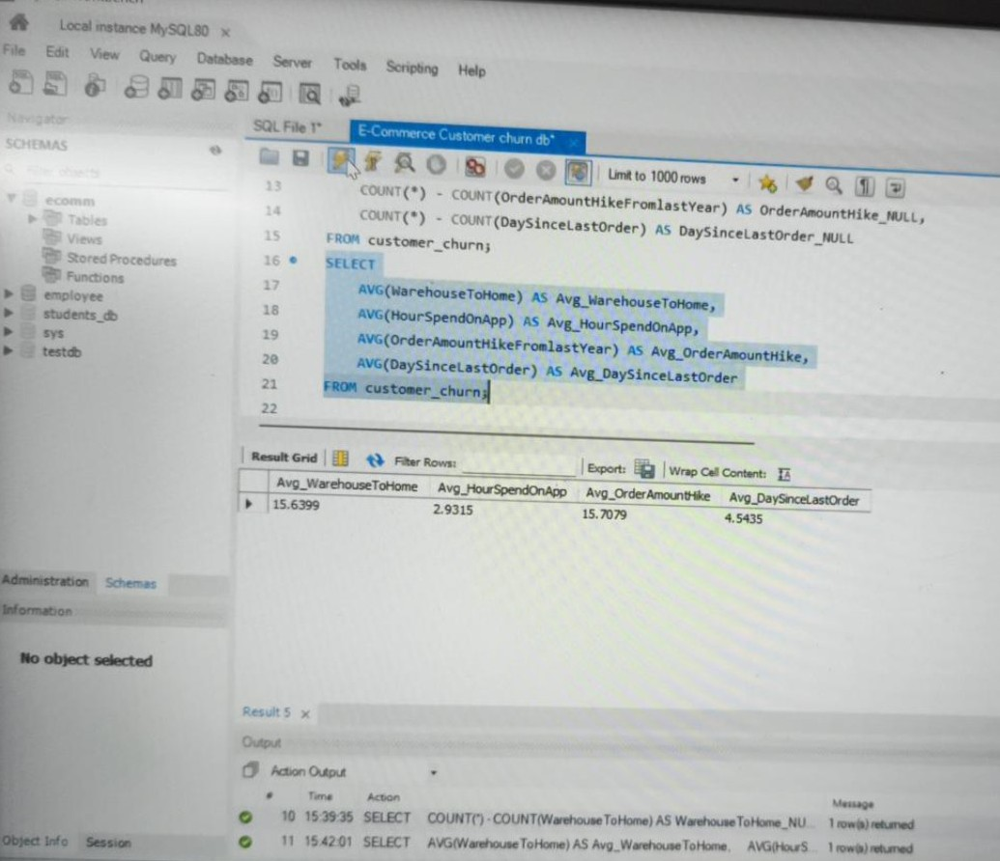 Local instance MySQL80 ×
File Edit View Query Database Server Tools Scripting Help
Navigator
SCHEMAS
Filter objects
ecomm
Tables
Views
Stored Procedures
Functions
employee
students_db
sys
testdb
Administration Schemas
Information
No object selected
Object Info Session
SQL File 1* E-Commerce Customer churn db* ×
Limit to 1000 rows
13 COUNT(*) - COUNT(OrderAmountHikeFromlastYear) AS OrderAmountHike_NULL,
14 COUNT(*) - COUNT(DaySinceLastOrder) AS DaySinceLastOrder_NULL
15 FROM customer_churn;
16 SELECT
17 AVG(WarehouseToHome) AS Avg_WarehouseToHome,
18 AVG(HourSpendOnApp) AS Avg_HourSpendOnApp,
19 AVG(OrderAmountHikeFromlastYear) AS Avg_OrderAmountHike,
20 AVG(DaySinceLastOrder) AS Avg_DaySinceLastOrder
21 FROM customer_churn;
22
Result Grid Filter Rows: Export: Wrap Cell Content:
Avg_WarehouseToHome Avg_HourSpendOnApp Avg_OrderAmountHike Avg_DaySinceLastOrder
15.6399 2.9315 15.7079 4.5435
Result 5 ×
Output
Action Output
# Time Action Message
10 15:39:35 SELECT COUNT(*) - COUNT(WarehouseToHome) AS WarehouseToHome_NU... 1 row(s) returned
11 15:42:01 SELECT AVG(WarehouseToHome) AS Avg_WarehouseToHome, AVG(HourS... 1 row(s) returned